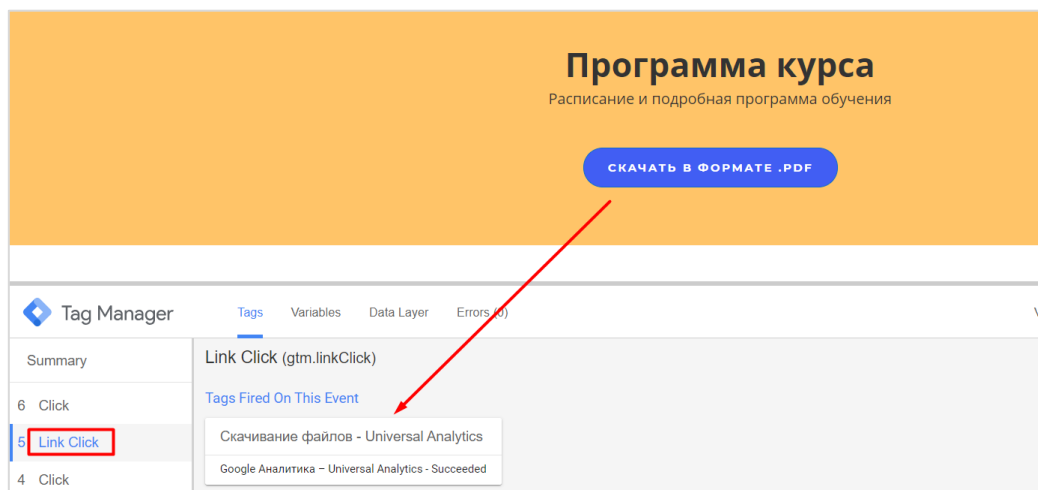 Программа курса
Расписание и подробная программа обучения
СКАЧАТЬ В ФОРМАТЕ .PDF
Tag Manager
Tags Variables Data Layer Errors (0)
Summary
Link Click (gtm.linkClick)
Tags Fired On This Event
6 Click
5 Link Click
4 Click
Скачивание файлов - Universal Analytics
Google Аналитика – Universal Analytics - Succeeded